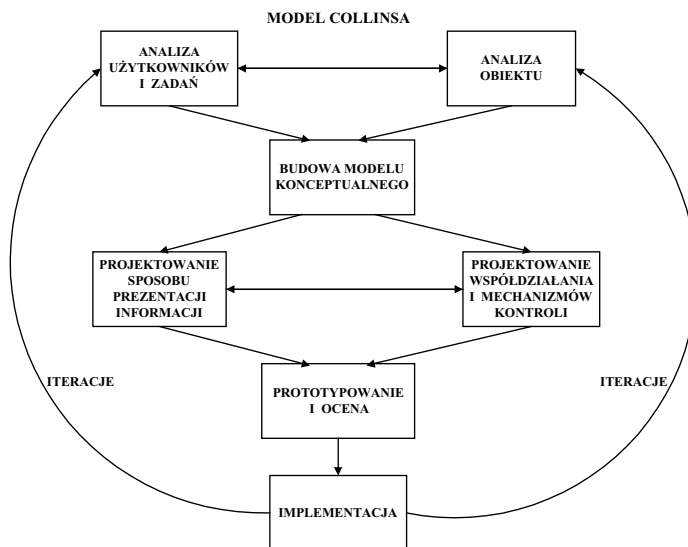 MODEL COLLINSA
ANALIZA
UŻYTKOWNIKÓW
I ZADAŃ
ANALIZA
OBIEKTU
BUDOWA MODELU
KONCEPTUALNEGO
PROJEKTOWANIE
SPOSOBU
PREZENTACJI
INFORMACJI
PROJEKTOWANIE
WSPÓŁDZIAŁANIA
I MECHANIZMÓW
KONTROLI
ITERACJE
PROTOTYPOWANIE
I OCENA
ITERACJE
IMPLEMENTACJA